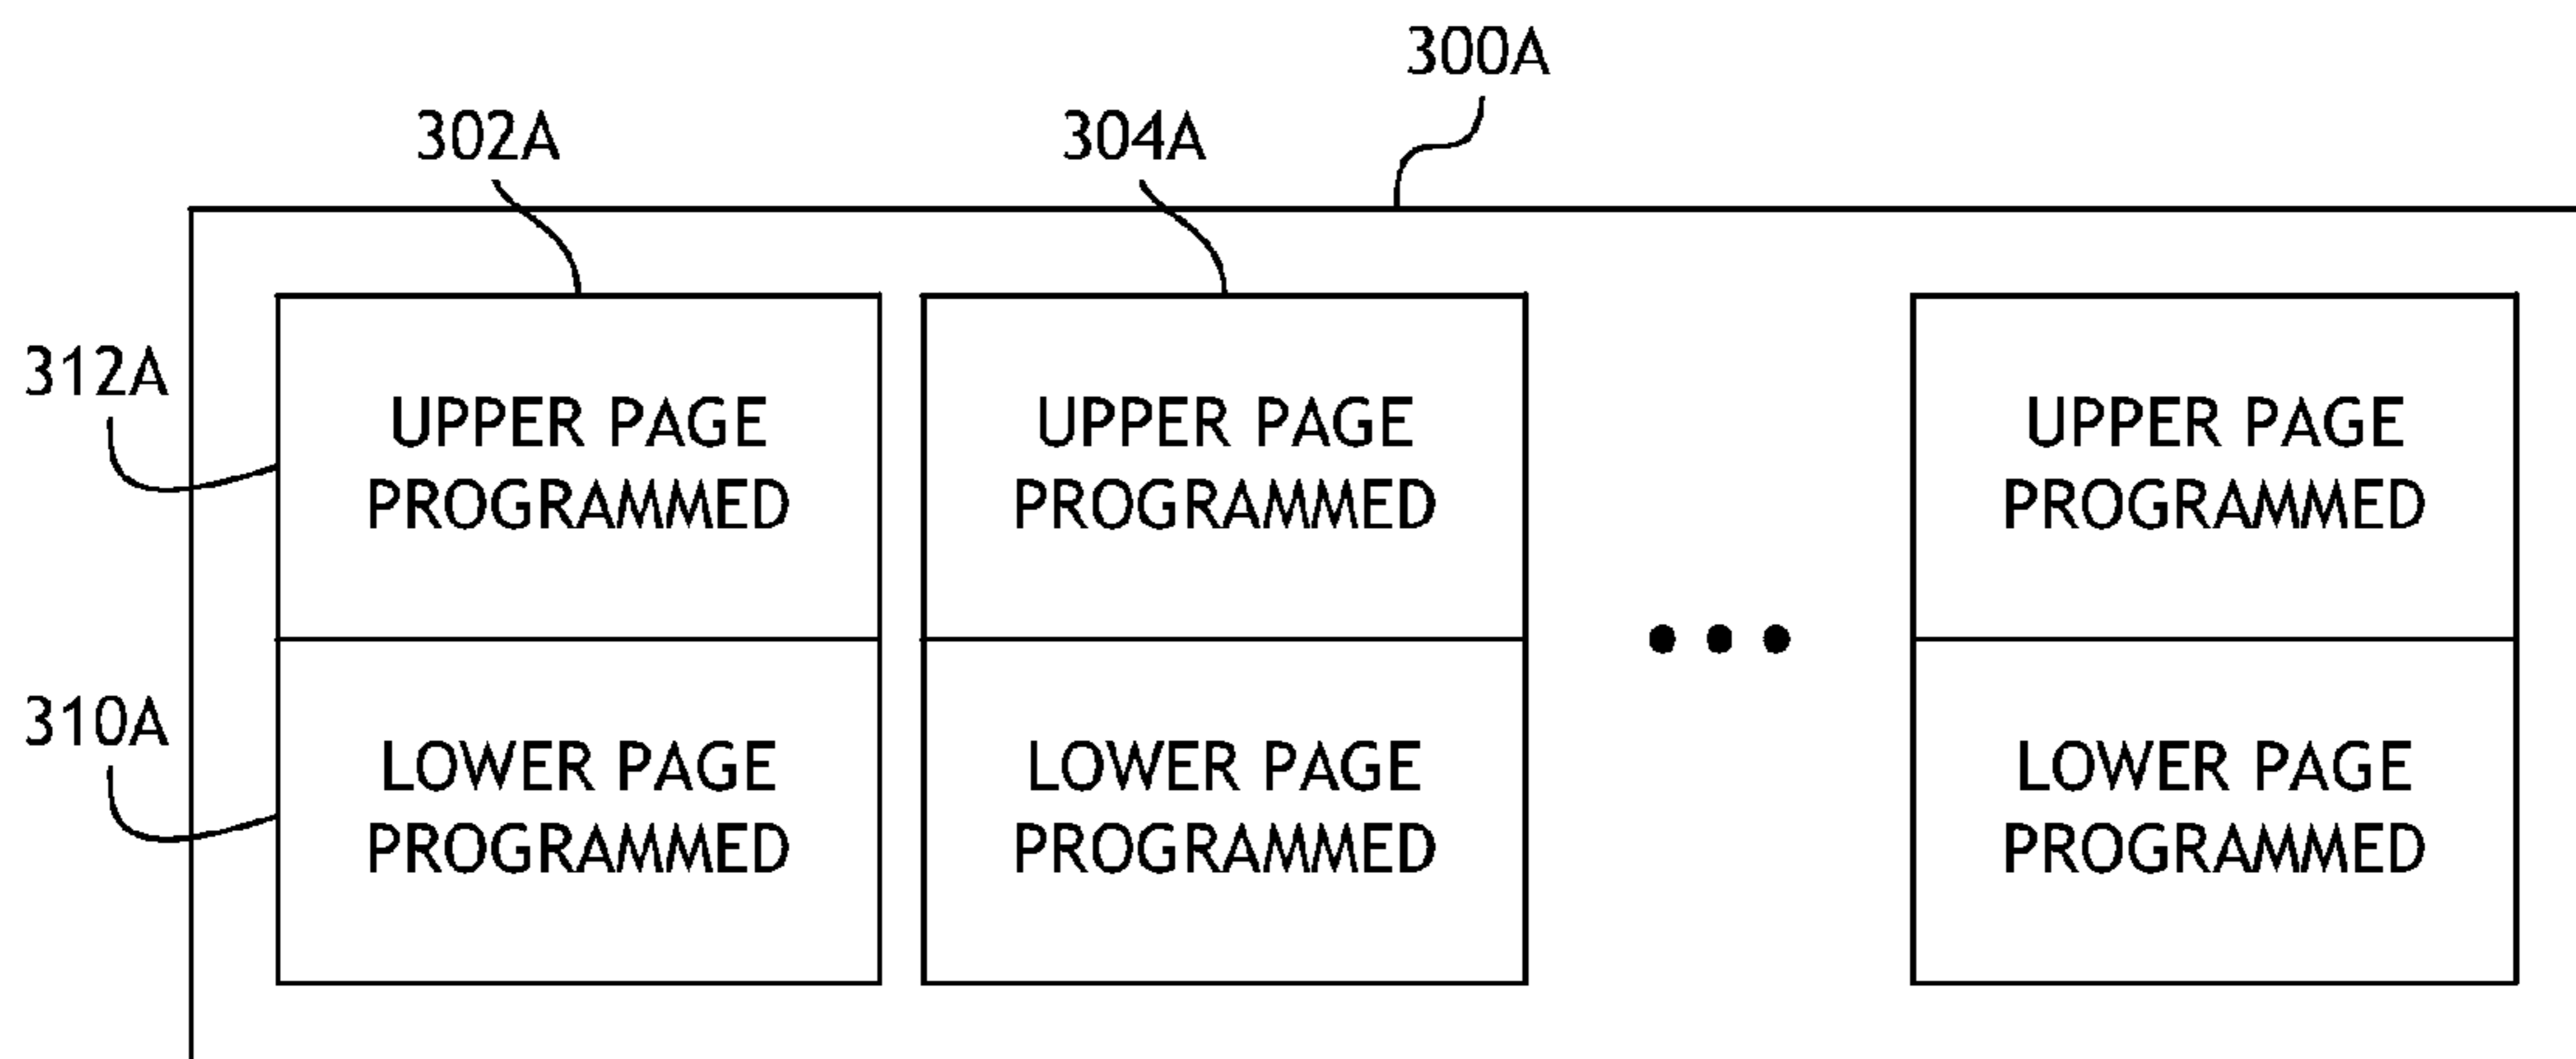 300A
302A
304A
312A
UPPER PAGE
PROGRAMMED
UPPER PAGE
PROGRAMMED
UPPER PAGE
PROGRAMMED
310A
LOWER PAGE
PROGRAMMED
LOWER PAGE
PROGRAMMED
LOWER PAGE
PROGRAMMED